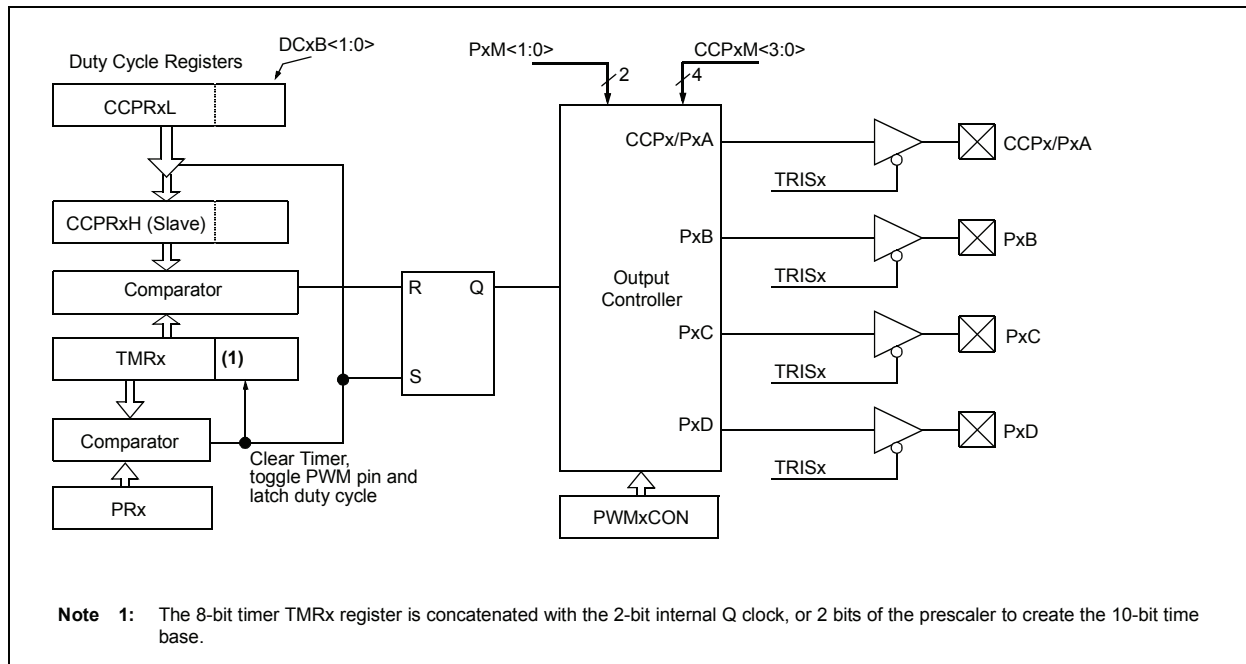 DCxB<1:0>
Duty Cycle Registers
CCPRxL
CCPRxH (Slave)
Comparator
TMRx
(1)
Comparator
PRx
Clear Timer,
toggle PWM pin and
latch duty cycle
R
Q
S
PxM<1:0>
2
CCPxM<3:0>
4
Output
Controller
CCPx/PxA
TRISx
CCPx/PxA
PxB
TRISx
PxB
PxC
TRISx
PxC
PxD
TRISx
PxD
PWMxCON
Note 1: The 8-bit timer TMRx register is concatenated with the 2-bit internal Q clock, or 2 bits of the prescaler to create the 10-bit time
base.